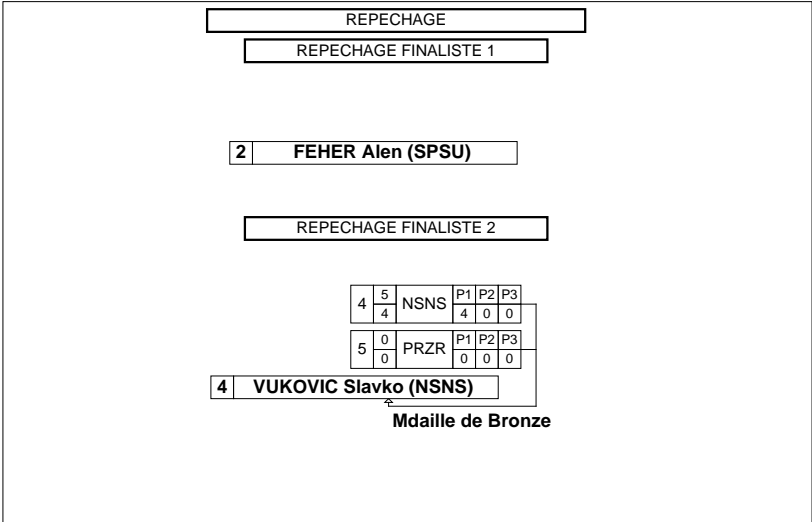 REPECHAGE
REPECHAGE FINALISTE 1
2 FEHER Alen (SPSU)
REPECHAGE FINALISTE 2
4 5 NSNS P1 P2 P3
4 4 0 0
5 0 PRZR P1 P2 P3
0 0 0 0
4 VUKOVIC Slavko (NSNS)
Mdaille de Bronze